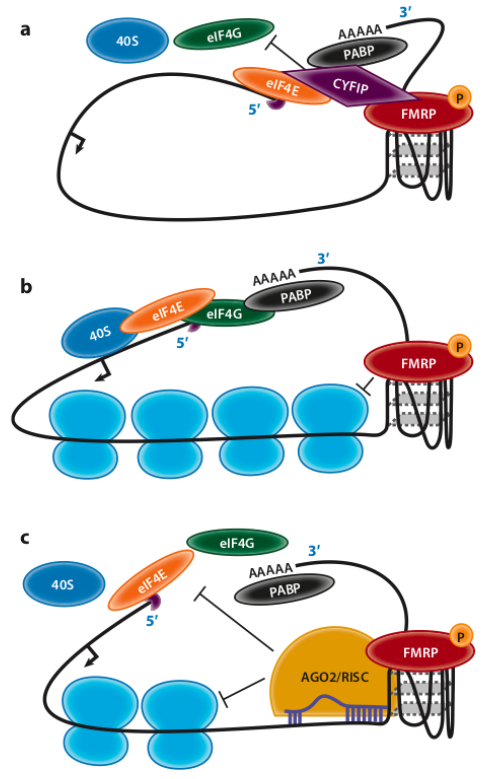 a
40S
eIF4G
3′
AAAAA
PABP
eIF4E
CYFIP
5′
P
FMRP
b
3′
AAAAA
PABP
eIF4E
eIF4G
40S
5′
P
FMRP
c
eIF4G
3′
40S
eIF4E
AAAAA
PABP
5′
P
FMRP
AGO2/RISC